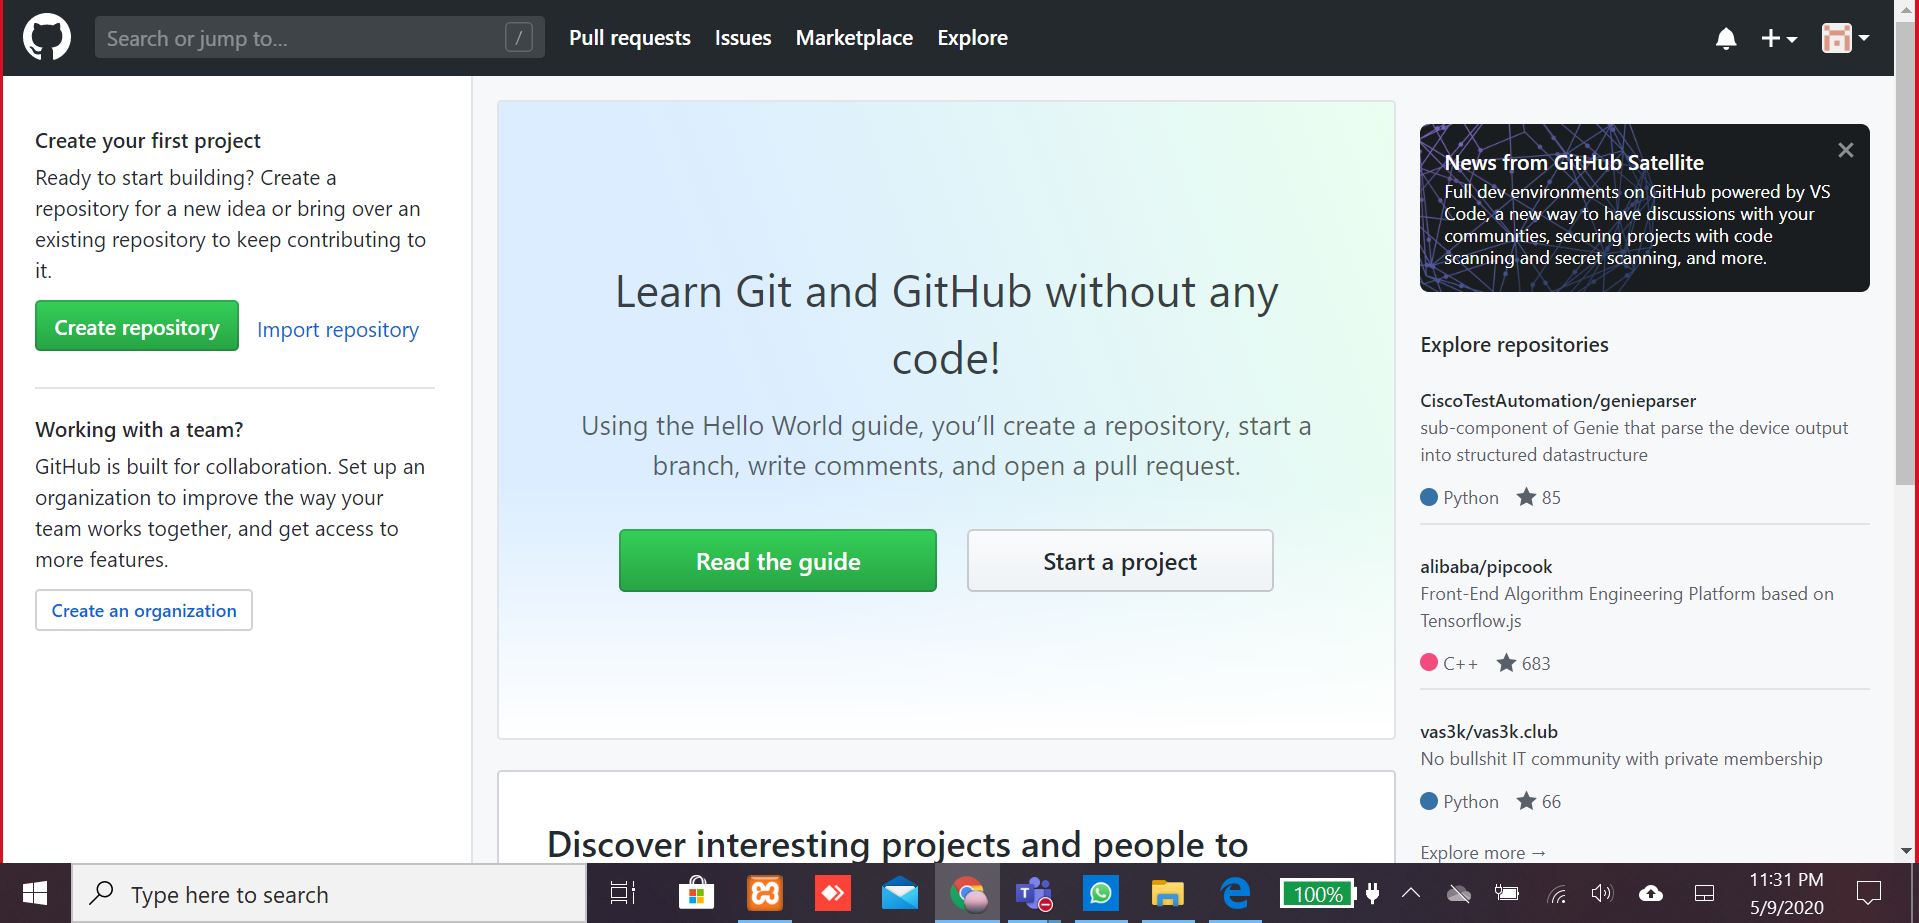 Search or jump to...
/
Pull requests
Issues
Marketplace
Explore
Create your first project
Ready to start building? Create a
repository for a new idea or bring over an
existing repository to keep contributing to
it.
Create repository
Import repository
Working with a team?
GitHub is built for collaboration. Set up an
organization to improve the way your
team works together, and get access to
more features.
Create an organization
Learn Git and GitHub without any
code!
Using the Hello World guide, you’ll create a repository, start a
branch, write comments, and open a pull request.
Read the guide
Start a project
Discover interesting projects and people to
News from GitHub Satellite
Full dev environments on GitHub powered by VS
Code, a new way to have discussions with your
communities, securing projects with code
scanning and secret scanning, and more.
Explore repositories
CiscoTestAutomation/genieparser
sub-component of Genie that parse the device output
into structured datastructure
Python 85
alibaba/pipcook
Front-End Algorithm Engineering Platform based on
Tensorflow.js
C++ 683
vas3k/vas3k.club
No bullshit IT community with private membership
Python 66
Explore more →
Type here to search
100%
11:31 PM
5/9/2020